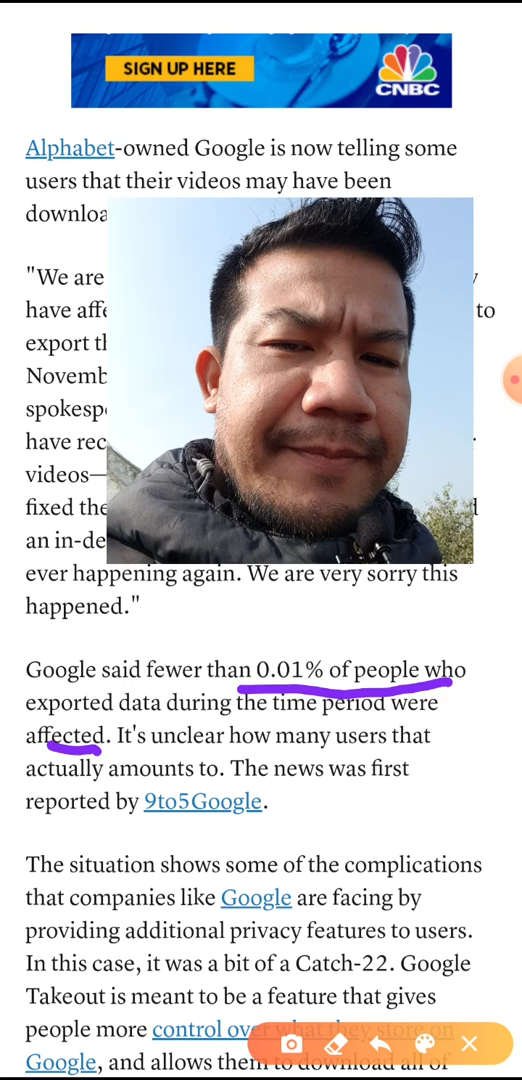 SIGN UP HERE
CNBC
Alphabet-owned Google is now telling some
users that their videos may have been
"We are
have to
export
spokesp
have rec
videos—
fixed the
an in-de
ever happening again. We are very sorry this
happened."
Google said fewer than 0.01% of people who
exported data during the time period were
affected. It's unclear how many users that
actually amounts to. The news was first
reported by 9to5Google.
The situation shows some of the complications
that companies like Google are facing by
providing additional privacy features to users.
In this case, it was a bit of a Catch-22. Google
Takeout is meant to be a feature that gives
people more control over what they store on
Google, and allows them to download all of